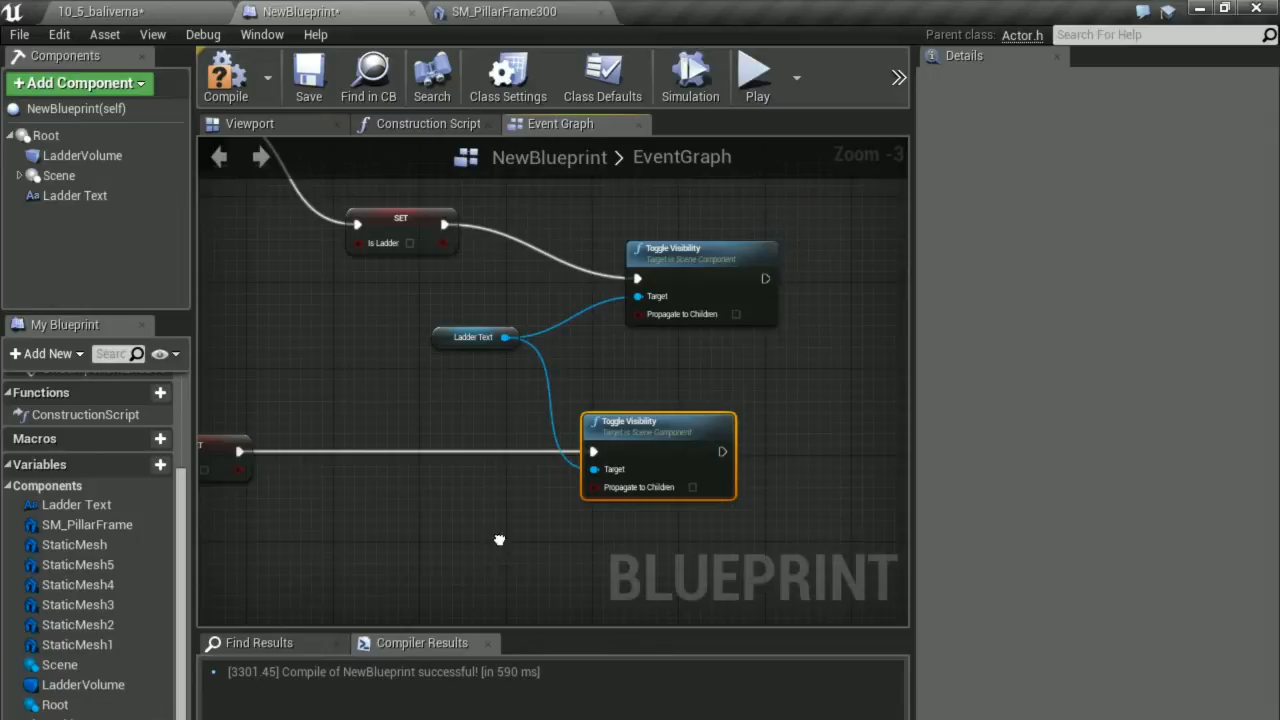 10_5_baliverna*
NewBlueprint*
SM_PillarFrame300
File
Edit
Asset
View
Debug
Window
Help
Parent class:
Actor.h
Search For Help
Components
Details
+Add Component
Compile
Save
Find in CB
Search
Class Settings
Class Defaults
Simulation
Play
NewBlueprint(self)
Root
LadderVolume
Scene
Ladder Text
Viewport
Construction Script
Event Graph
NewBlueprint > EventGraph
Zoom -3
SET
Is Ladder
Toggle Visibility
Target is Scene Component
Target
Propagate to Children
Ladder Text
Toggle Visibility
Target is Scene Component
Target
Propagate to Children
T
BLUEPRINT
My Blueprint
+Add New
Searc
Functions
ConstructionScript
Macros
Variables
Components
Ladder Text
SM_PillarFrame
StaticMesh
StaticMesh5
StaticMesh4
StaticMesh3
StaticMesh2
StaticMesh1
Scene
LadderVolume
Root
Find Results
Compiler Results
[3301.45] Compile of NewBlueprint successful! [in 590 ms]